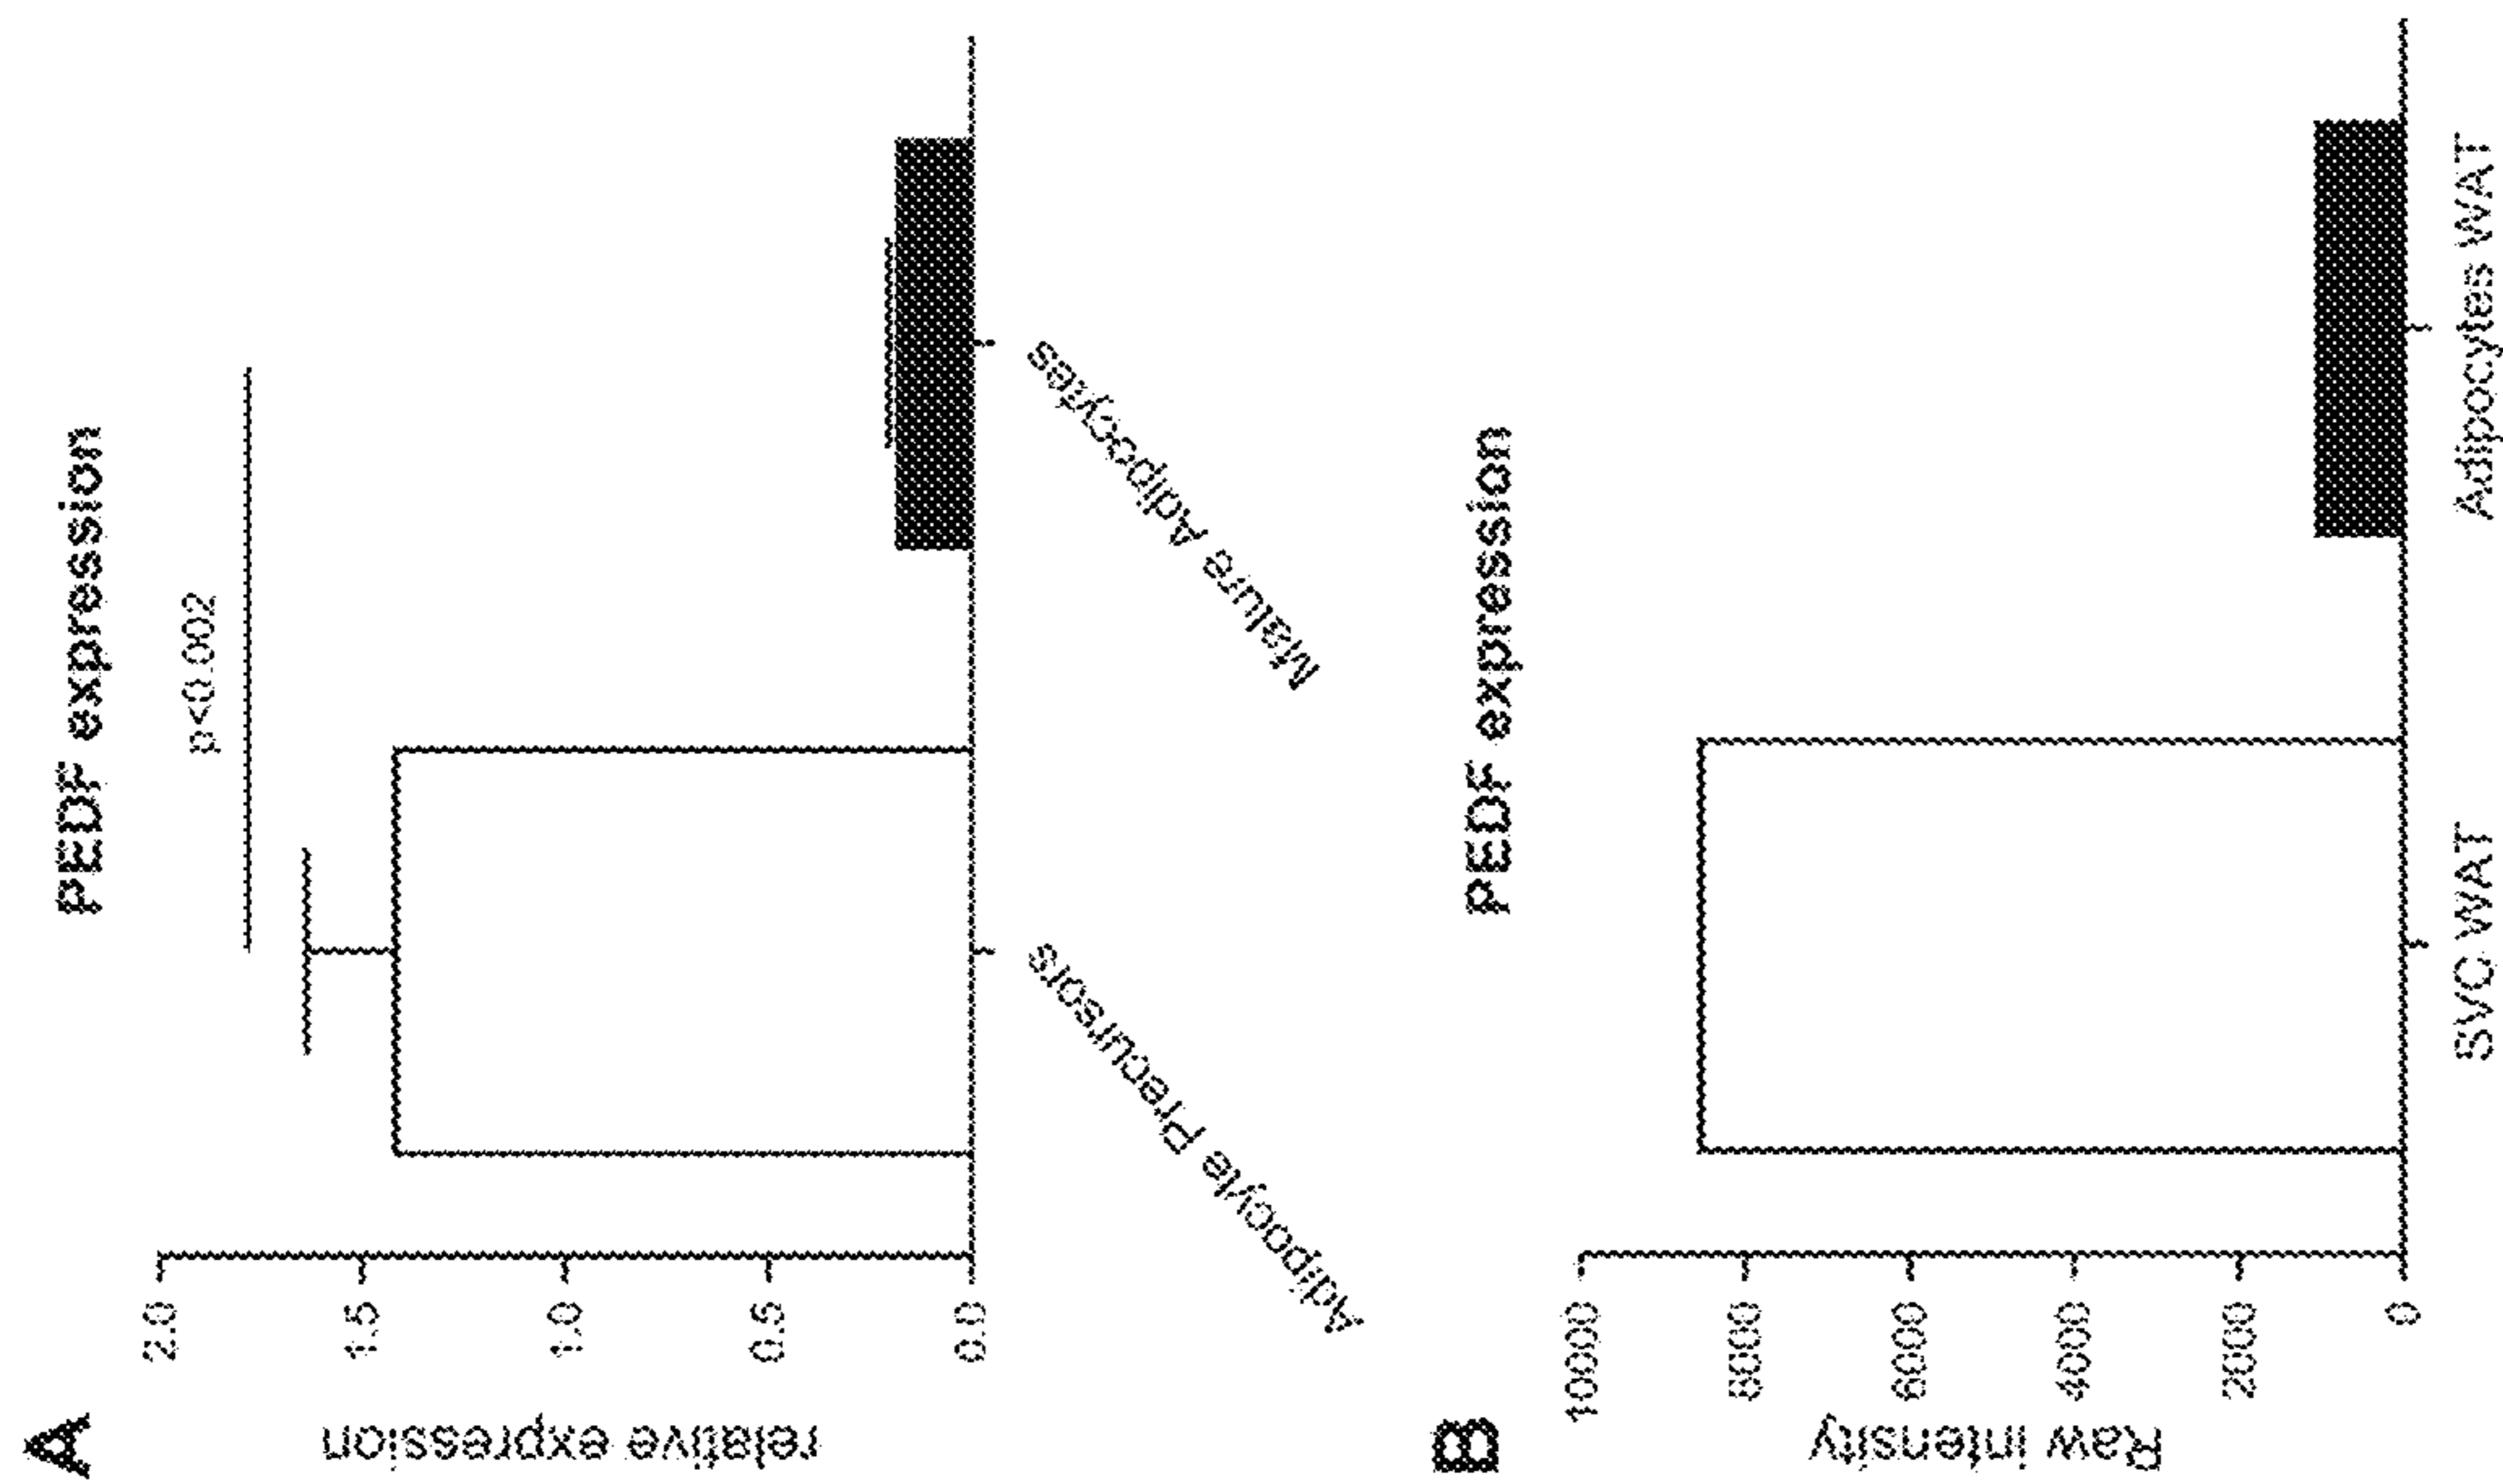 A
PEDF expression
p<0.002
relative expression
2.0
1.5
1.0
0.5
0.0
Adipocyte Precursors
Mature Adipocytes
B
PEDF expression
Raw intensity
10000
8000
6000
4000
2000
0
SVC WAT
Adipocytes WAT